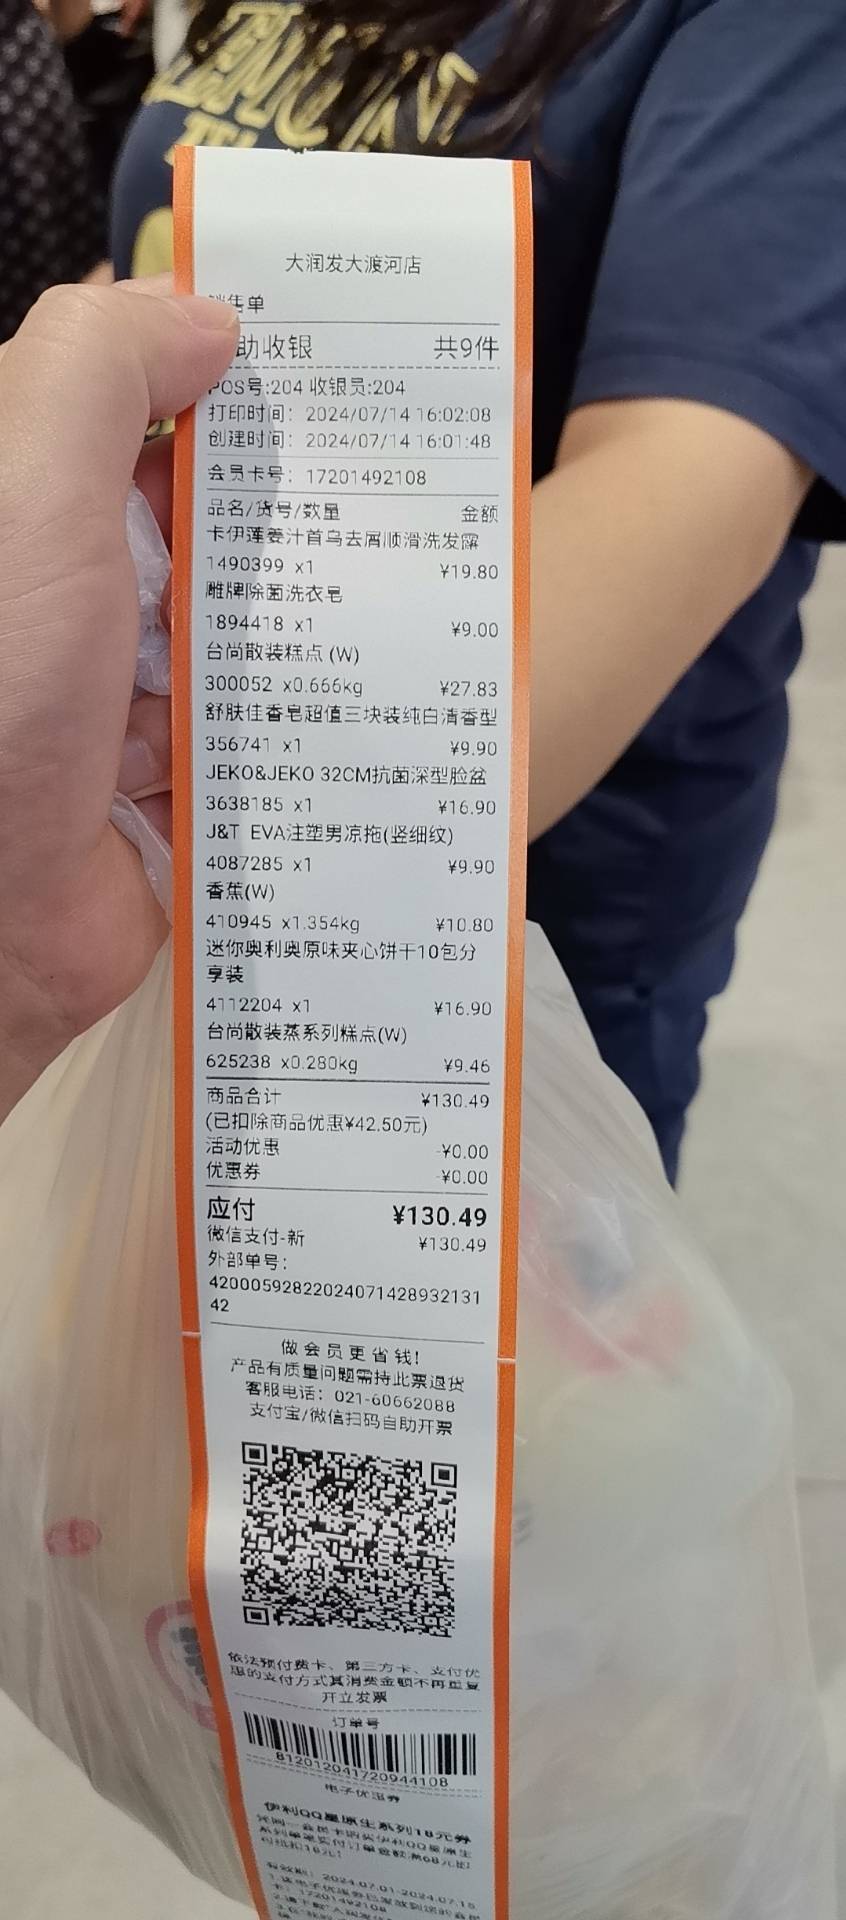 大润发大渡河店
销售单
助收银 共9件
POS号:204 收银员:204
打印时间: 2024/07/14 16:02:08
创建时间: 2024/07/14 16:01:48
会员卡号: 17201492108
品名/货号/数量 金额
卡伊莲姜汁首乌去屑顺滑洗发露
1490399 x1 ¥19.80
雕牌除菌洗衣皂
1894418 x1 ¥9.00
台尚散装糕点 (W)
300052 x0.666kg ¥27.83
舒肤佳香皂超值三块装纯白清香型
356741 x1 ¥9.90
JEKO&JEKO 32CM抗菌深型脸盆
3638185 x1 ¥16.90
J&T EVA注塑男凉拖(竖细纹)
4087285 x1 ¥9.90
香蕉(W)
410945 x1.354kg ¥10.80
迷你奥利奥原味夹心饼干10包分
享装
4112204 x1 ¥16.90
台尚散装蒸系列糕点(W)
625238 x0.280kg ¥9.46
商品合计 ¥130.49
(已扣除商品优惠¥42.50元)
活动优惠 -¥0.00
优惠券 -¥0.00
应付 ¥130.49
微信支付-新 ¥130.49
外部单号:
42000592822024071428932131
42
做会员更省钱!
产品有质量问题需持此票退货
客服电话: 021-60662088
支付宝/微信扫码自助开票
依法预付费卡、第三方卡、支付优
惠的支付方式其消费金额不再重复
开立发票
订单号
812012041720944108
电子优惠券
伊利QQ星原生系列18元券
有效期: 2024.07.01-2024.07.15